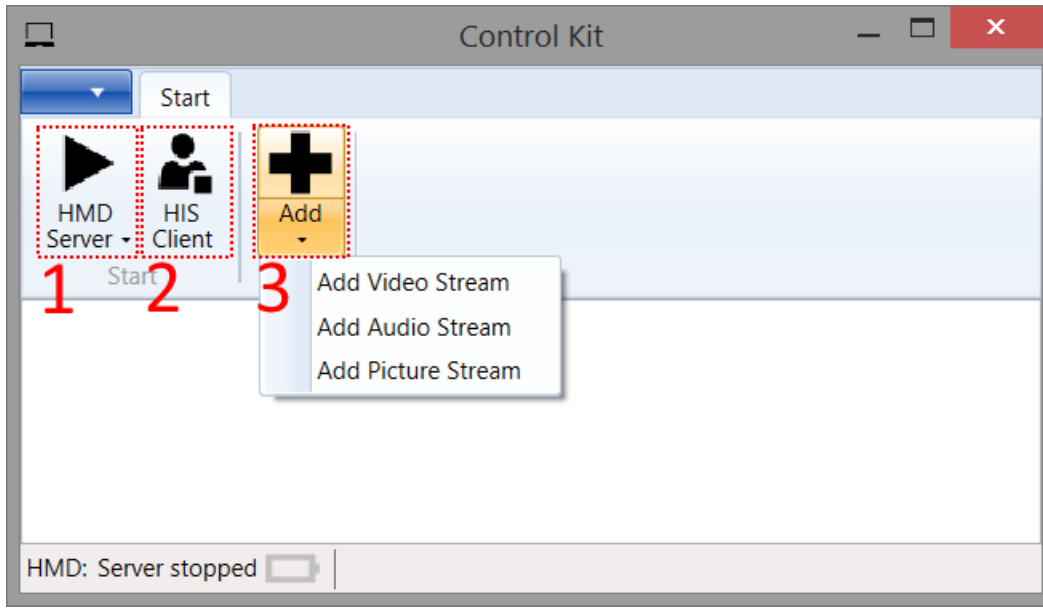 Control Kit
Start
HMD
Server
HIS
Client
Add
1
2
3
Start
Add Video Stream
Add Audio Stream
Add Picture Stream
HMD: Server stopped